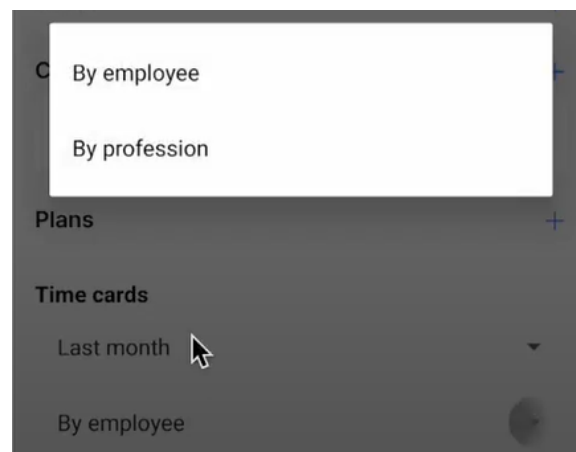 By employee
By profession
Plans
Time cards
Last month
By employee